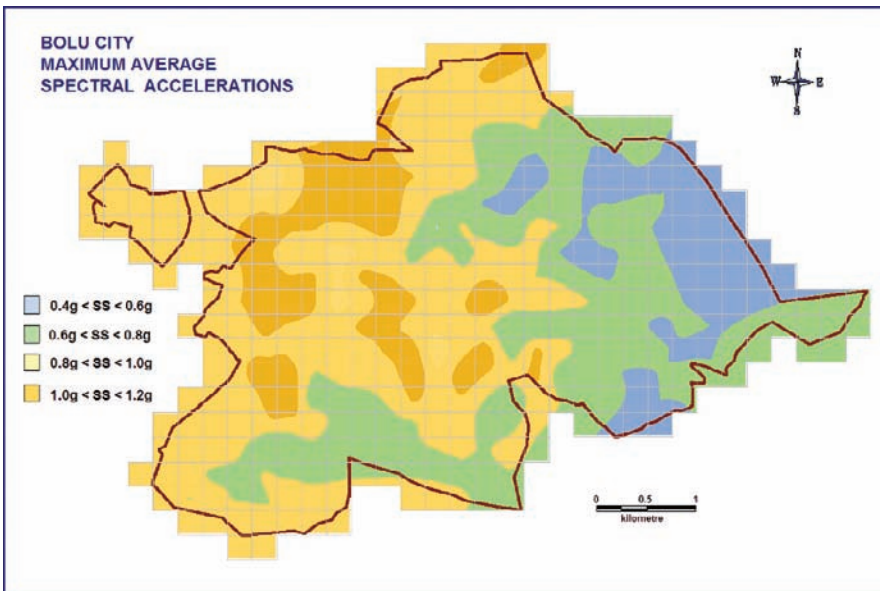 BOLU CITY
MAXIMUM AVERAGE
SPECTRAL ACCELERATIONS
N
W E
S
0.4g < SS < 0.6g
0.6g < SS < 0.8g
0.8g < SS < 1.0g
1.0g < SS < 1.2g
0 0.5 1
kilometre